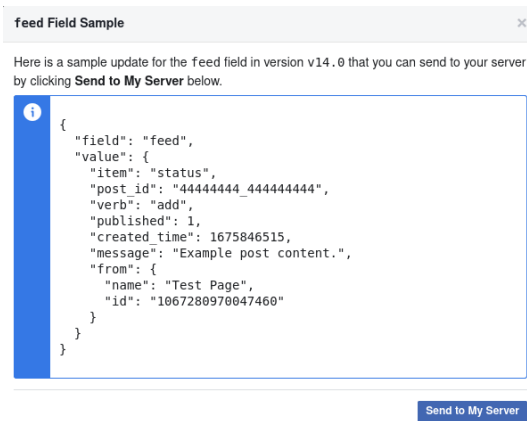 feed Field Sample ×
Here is a sample update for the feed field in version v14.0 that you can send to your server
by clicking Send to My Server below.
{
"field": "feed",
"value": {
"item": "status",
"post_id": "44444444_444444444",
"verb": "add",
"published": 1,
"created_time": 1675846515,
"message": "Example post content.",
"from": {
"name": "Test Page",
"id": "1067280970047460"
}
}
}
Send to My Server